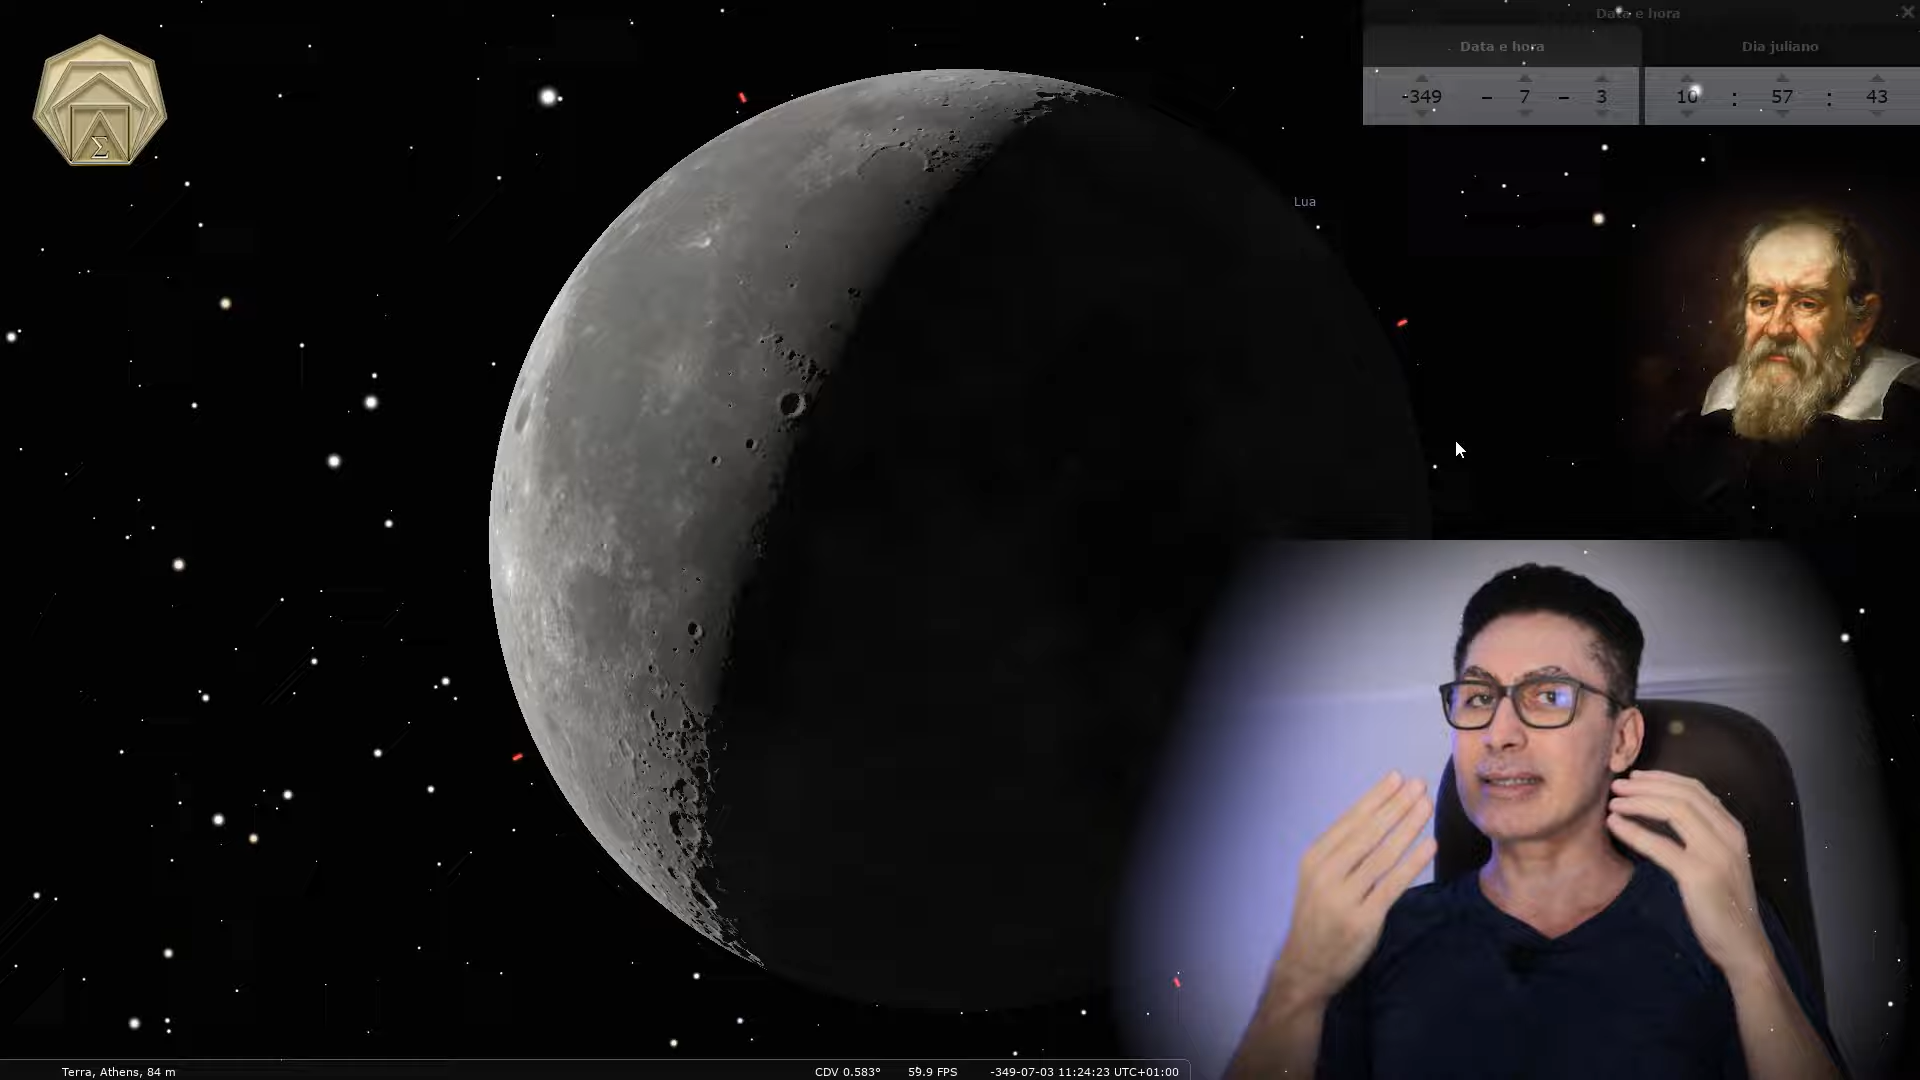 Data e hora
Data e hora
Dia juliano
-349 – 7 – 3
10 : 57 : 43
Lua
Σ
Terra, Athens, 84 m
CDV 0.583°
59.9 FPS
-349-07-03 11:24:23 UTC+01:00